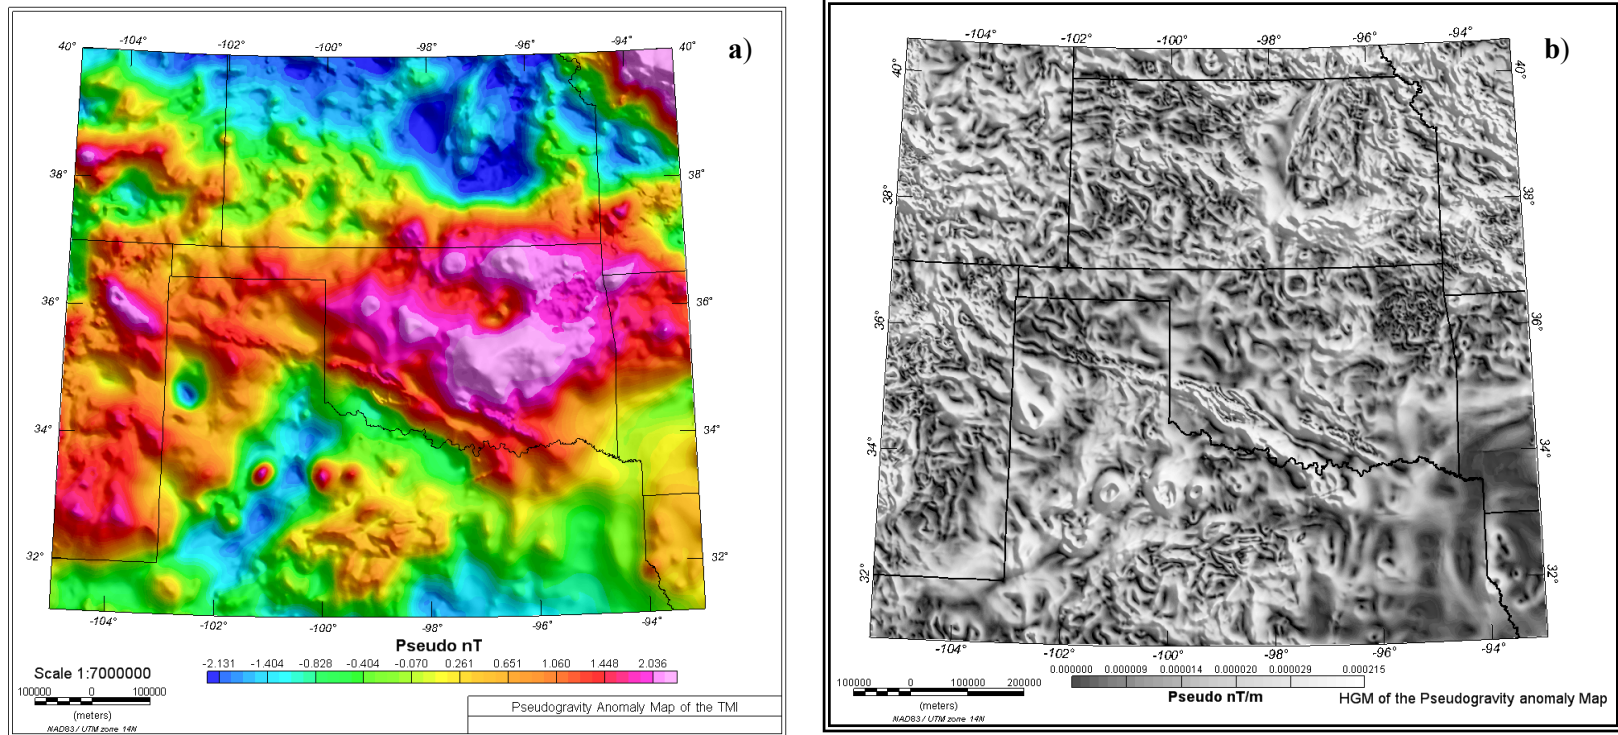 -104° -102° -100° -98° -96° -94°
40° 40°
a)
38° 38°
36° 36°
34° 34°
32° 32°
-104° -102° -100° -98° -96° -94°
Pseudo nT
-2.131 -1.404 -0.828 -0.404 -0.070 0.261 0.651 1.060 1.448 2.036
Scale 1:7000000
100000 0 100000
(meters)
NAD83 / UTM zone 14N
Pseudogravity Anomaly Map of the TMI
-104° -102° -100° -98° -96° -94°
b)
40° 40°
38° 38°
36° 36°
34° 34°
32° 32°
-104° -102° -100° -98° -96° -94°
0.000000 0.000009 0.000014 0.000020 0.000029 0.000215
Pseudo nT/m
HGM of the Pseudogravity anomaly Map
100000 0 100000 200000
(meters)
NAD83 / UTM zone 14N